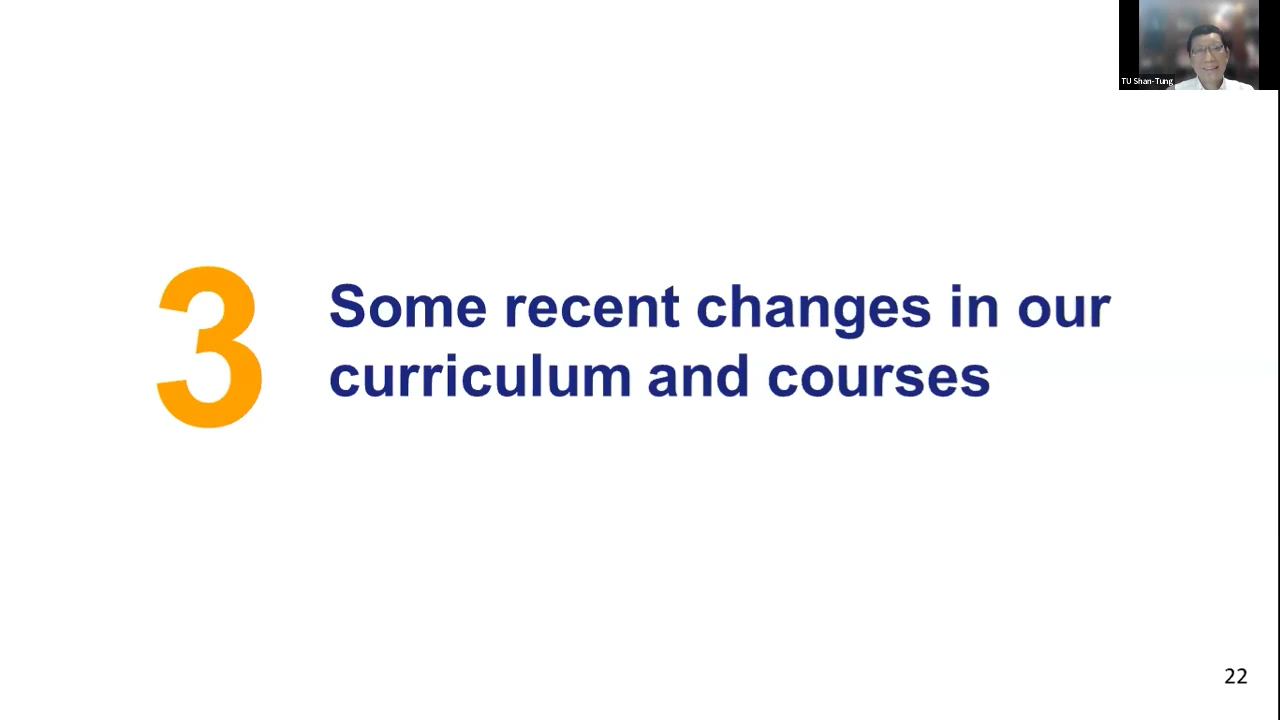 TU Shan-Tung
3
Some recent changes in our
curriculum and courses
22